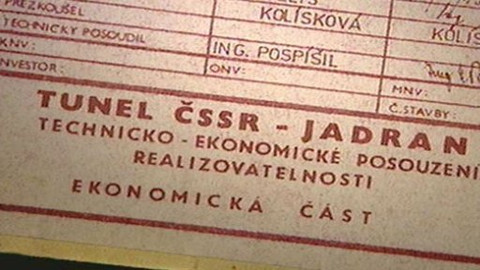 PŘEZKOUŠEL
KOLÍSKOVÁ
KOLÍS
TECHNICKY POSOUDIL
ING. POSPÍŠIL
KNV:
ONV:
INVESTOR:
MNV:
Č.STAVBY:
TUNEL ČSSR - JADRAN
TECHNICKO - EKONOMICKÉ POSOUZENÍ
REALIZOVATELNOSTI
EKONOMICKÁ ČÁST